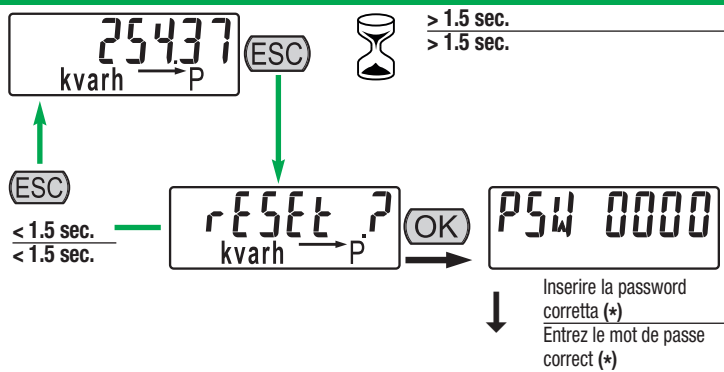 254.37
kvarh → P
ESC
> 1.5 sec.
> 1.5 sec.
ESC
< 1.5 sec.
< 1.5 sec.
rESEt .?
kvarh → P
OK
PSW 0000
Inserire la password
corretta (*)
Entrez le mot de passe
correct (*)